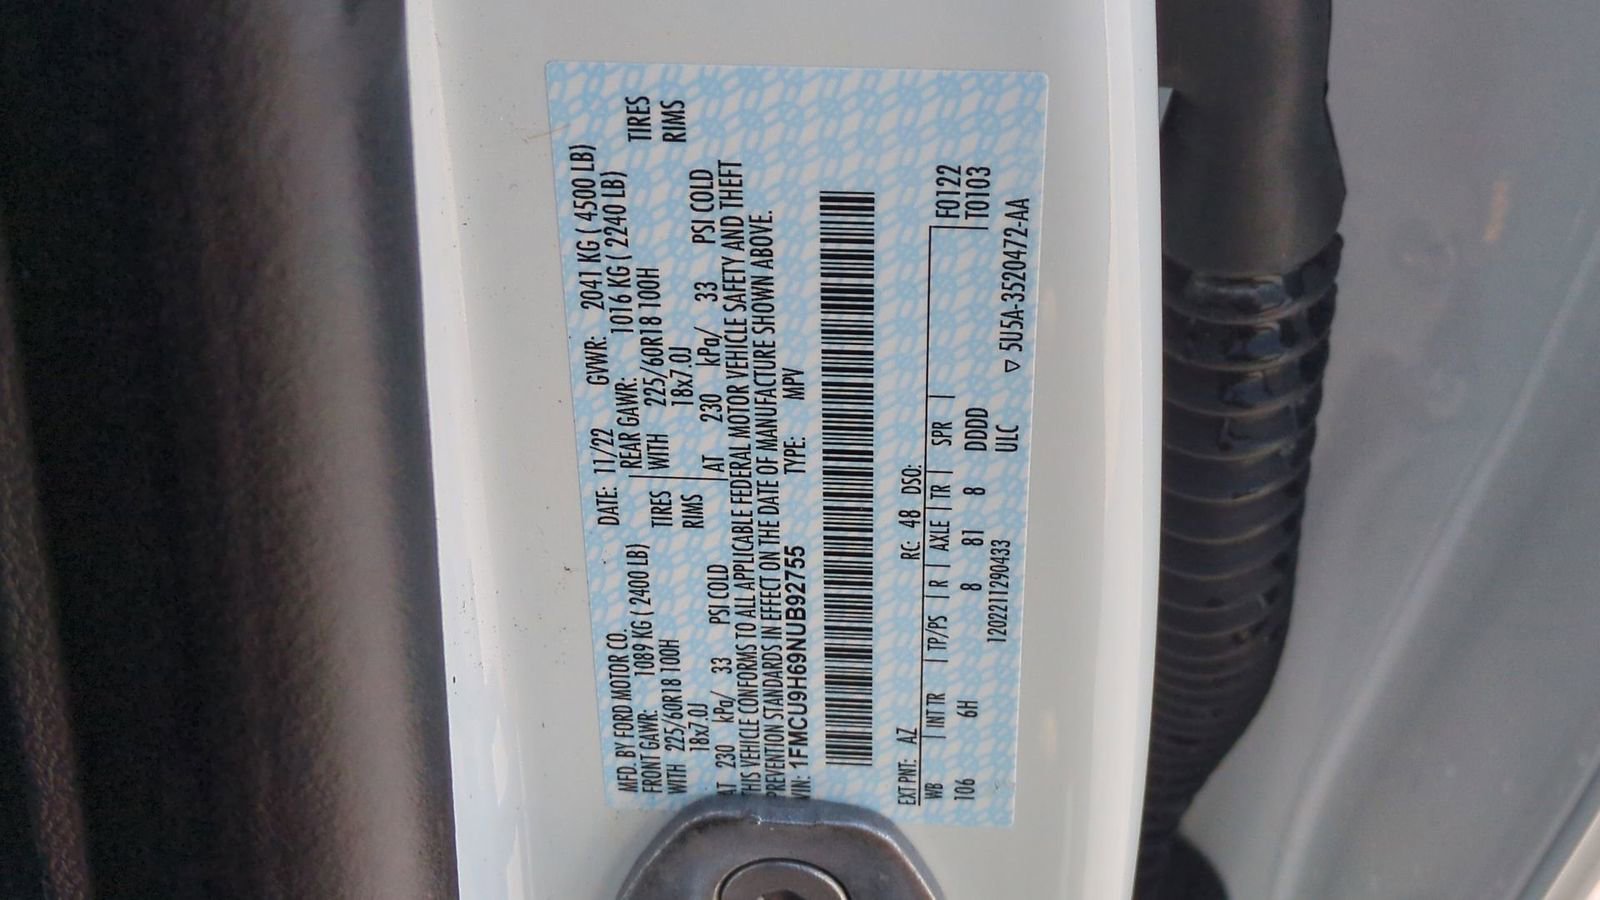 MFD. BY FORD MOTOR CO. DATE: 11/22 GVWR: 2041 KG ( 4500 LB)
FRONT GAWR: 1089 KG ( 2400 LB) REAR GAWR: 1016 KG ( 2240 LB)
WITH 225/60R18 100H TIRES WITH 225/60R18 100H TIRES
18x7.0J RIMS 18x7.0J RIMS
AT 230 kPa/ 33 PSI COLD AT 230 kPa/ 33 PSI COLD
THIS VEHICLE CONFORMS TO ALL APPLICABLE FEDERAL MOTOR VEHICLE SAFETY AND THEFT
PREVENTION STANDARDS IN EFFECT ON THE DATE OF MANUFACTURE SHOWN ABOVE.
VIN: 1FMCU9H69NUB92755 TYPE: MPV
EXT PNT: AZ RC: 48 DSO: F0122
WB INT TR TP/PS R AXLE TR SPR T0103
106 6H 8 81 8 DDDD
1202211290433 ULC ▽ 5U5A-3520472-AA